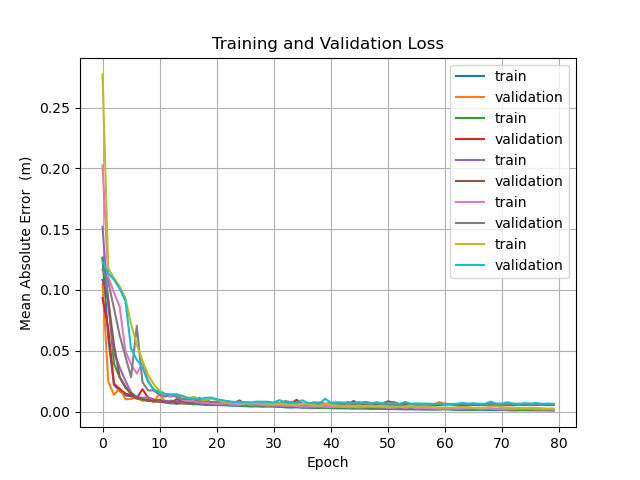 Training and Validation Loss
train
validation
train
validation
train
validation
train
validation
train
validation
0.25
0.20
0.15
0.10
0.05
0.00
Mean Absolute Error  (m)
0 10 20 30 40 50 60 70 80
Epoch